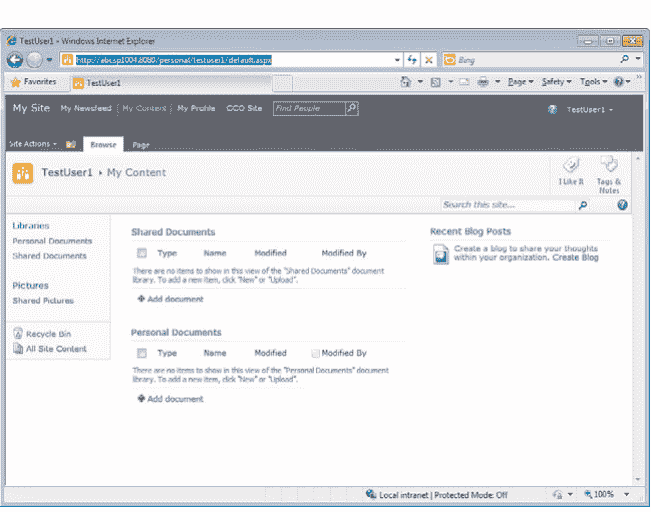 TestUser1 - Windows Internet Explorer
http://abcsp1004:8080/personal/testuser1/default.aspx
Bing
Favorites
TestUser1
Page
Safety
Tools
My Site
My Newsfeed
My Content
My Profile
CCO Site
Find People
TestUser1
Site Actions
Browse
Page
TestUser1 ▸ My Content
I Like It
Tags &
Notes
Search this site...
Libraries
Personal Documents
Shared Documents
Pictures
Shared Pictures
Recycle Bin
All Site Content
Shared Documents
Type Name Modified Modified By
There are no items to show in this view of the "Shared Documents" document
library. To add a new item, click "New" or "Upload".
Add document
Personal Documents
Type Name Modified Modified By
There are no items to show in this view of the "Personal Documents" document
library. To add a new item, click "New" or "Upload".
Add document
Recent Blog Posts
Create a blog to share your thoughts
within your organization. Create Blog
Local intranet | Protected Mode: Off
100%